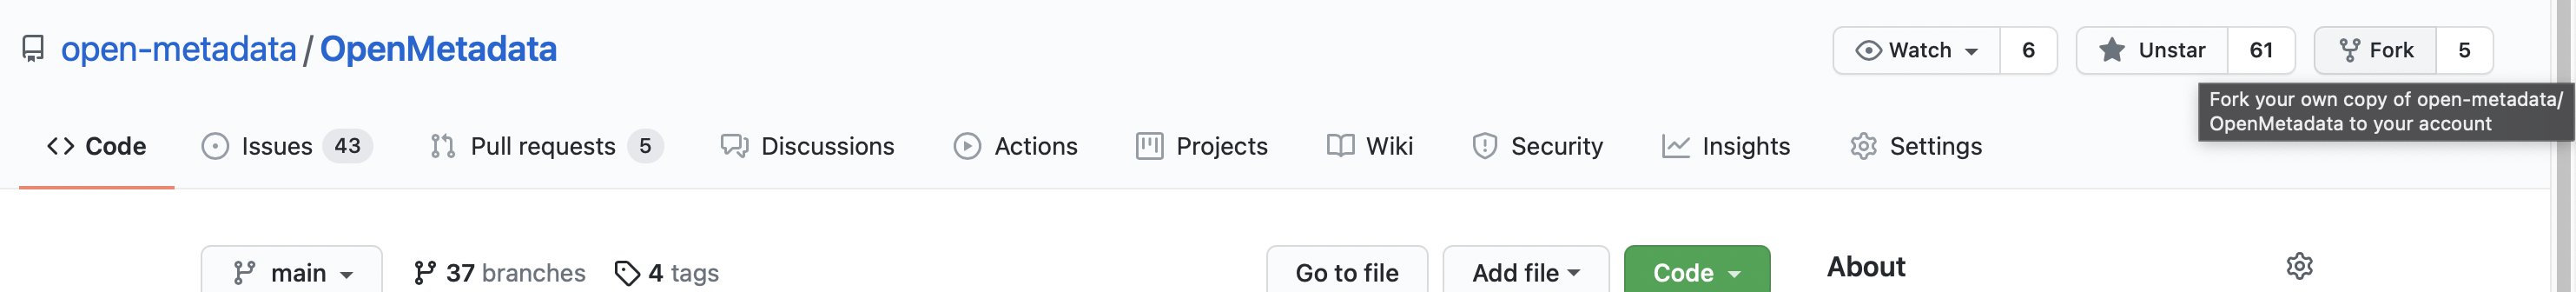 open-metadata / OpenMetadata
Watch 6
Unstar 61
Fork 5
Fork your own copy of open-metadata/
OpenMetadata to your account
Code
Issues 43
Pull requests 5
Discussions
Actions
Projects
Wiki
Security
Insights
Settings
main
37 branches
4 tags
Go to file
Add file
Code
About